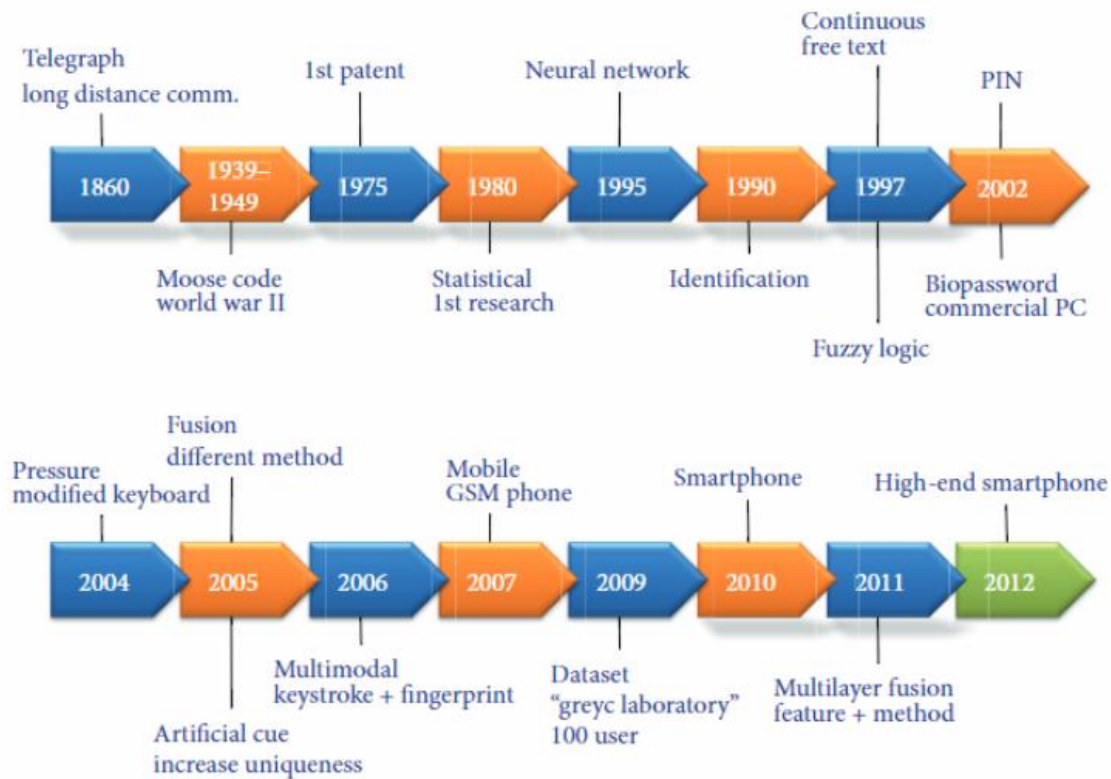 Telegraph
long distance comm.
1st patent
Neural network
Continuous
free text
PIN
1860
1939–
1949
1975
1980
1995
1990
1997
2002
Moose code
world war II
Statistical
1st research
Identification
Fuzzy logic
Biopassword
commercial PC
Pressure
modified keyboard
Fusion
different method
Mobile
GSM phone
Smartphone
High-end smartphone
2004
2005
2006
2007
2009
2010
2011
2012
Artificial cue
increase uniqueness
Multimodal
keystroke + fingerprint
Dataset
“greyc laboratory”
100 user
Multilayer fusion
feature + method